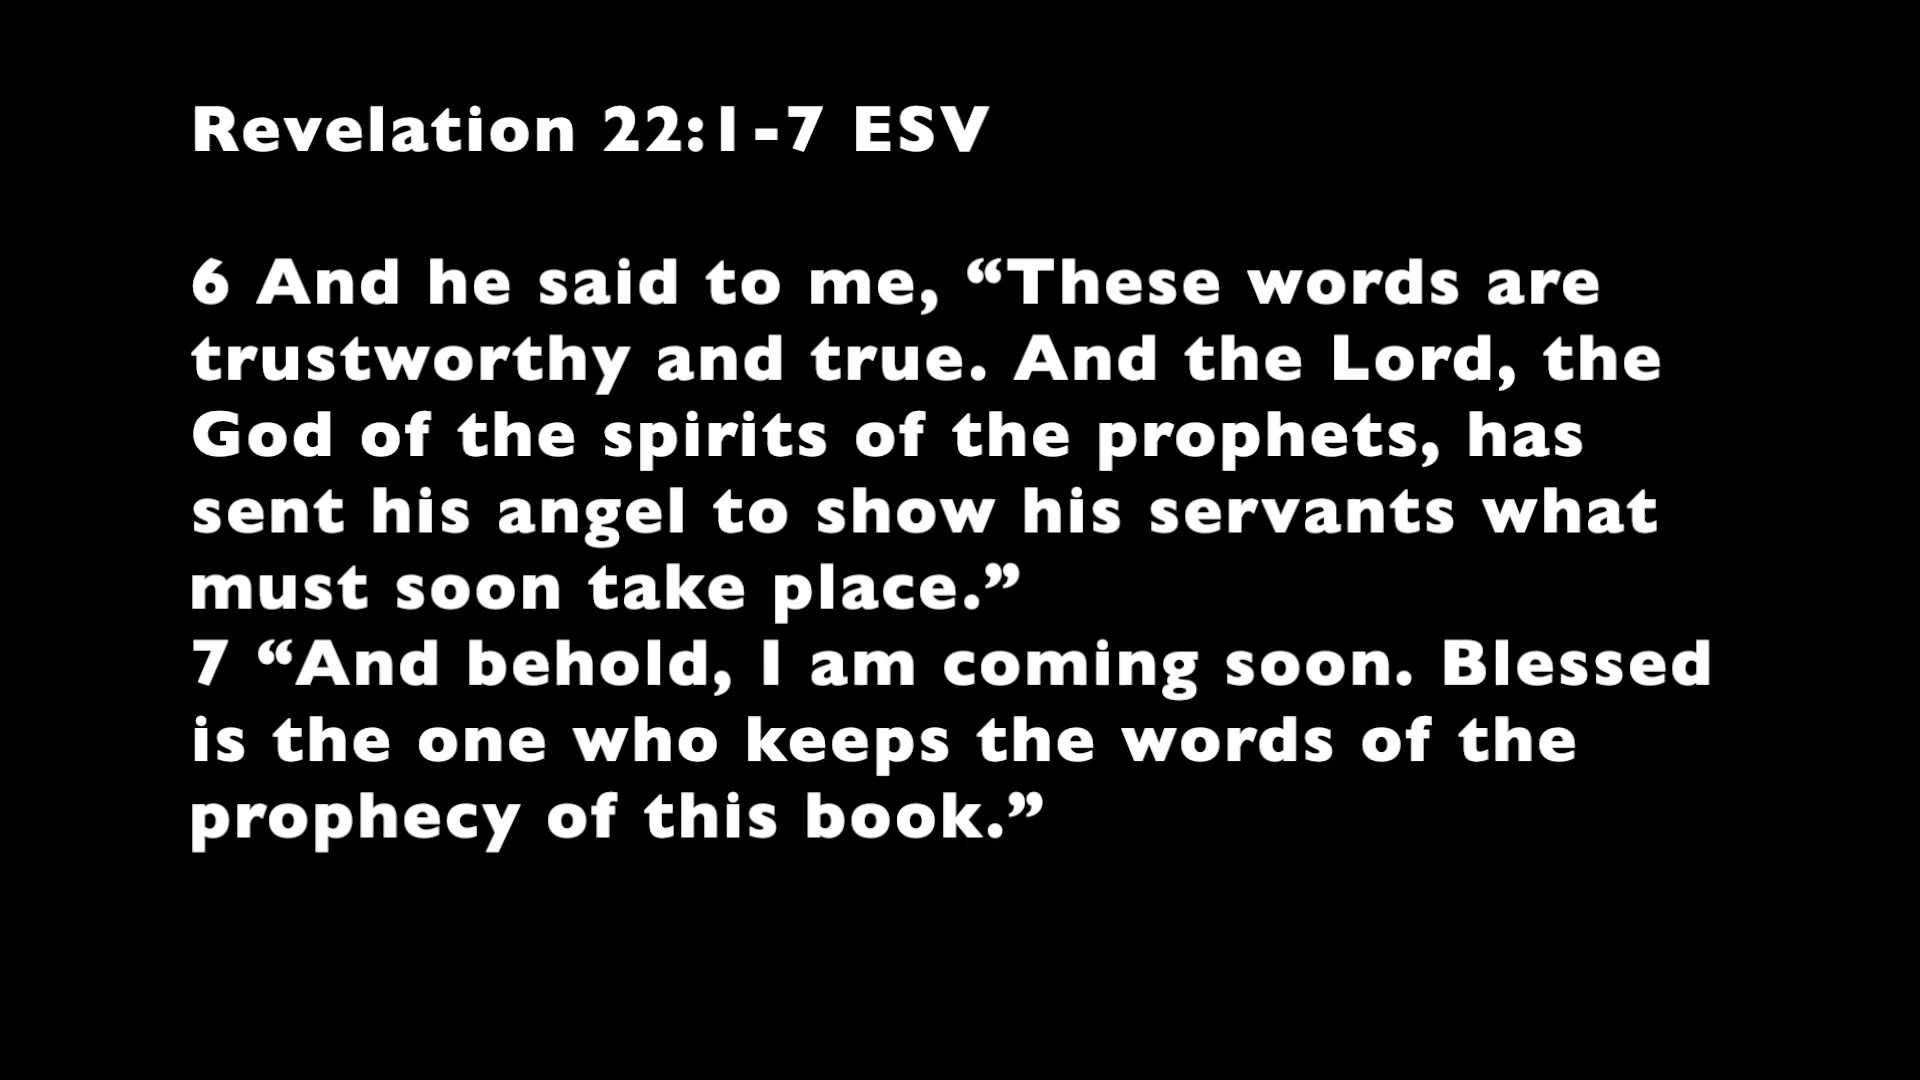 Revelation 22:1-7 ESV
6 And he said to me, “These words are
trustworthy and true. And the Lord, the
God of the spirits of the prophets, has
sent his angel to show his servants what
must soon take place.”
7 “And behold, I am coming soon. Blessed
is the one who keeps the words of the
prophecy of this book.”